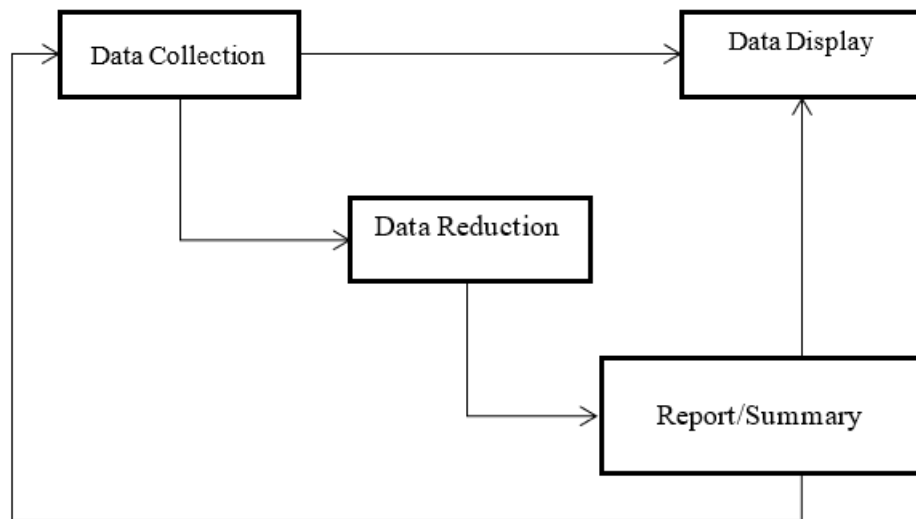 Data Collection
Data Display
Data Reduction
Report/Summary